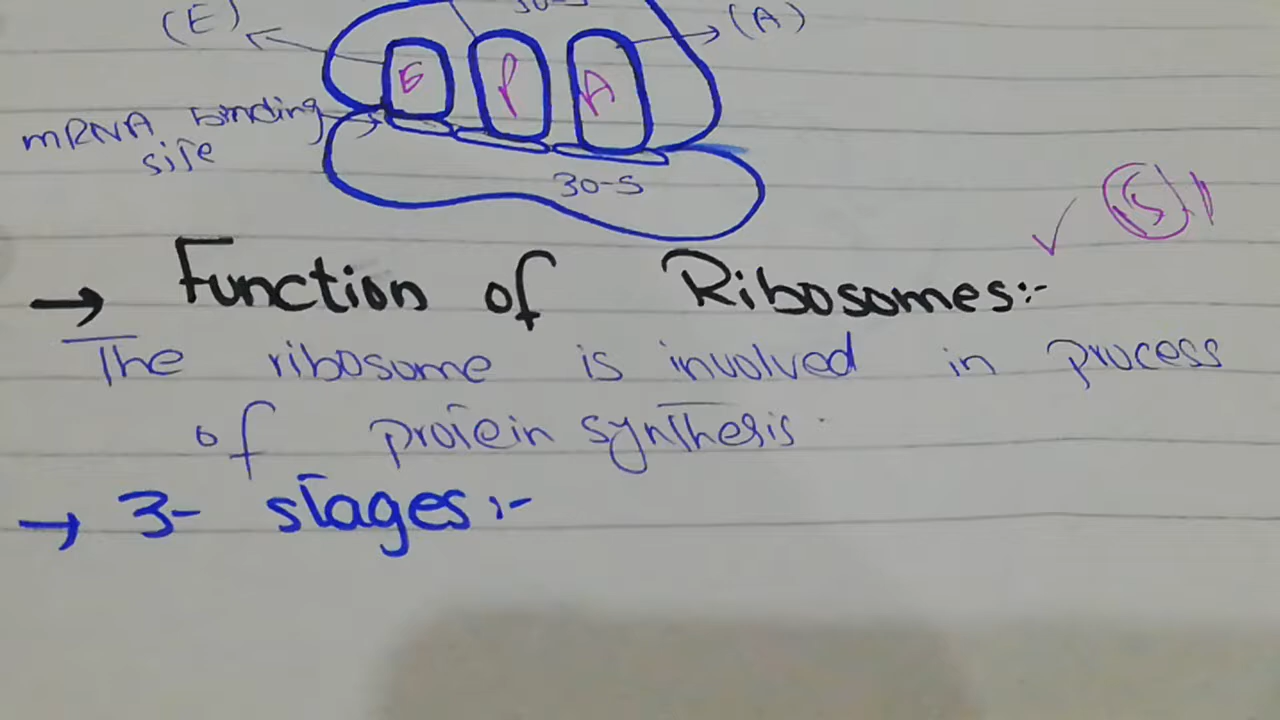 (E)
(A)
E P A
mRNA binding
site
30-S
(S)
→ Function of Ribosomes:-
The ribosome is involved in process
of protein synthesis.
→ 3- stages:-